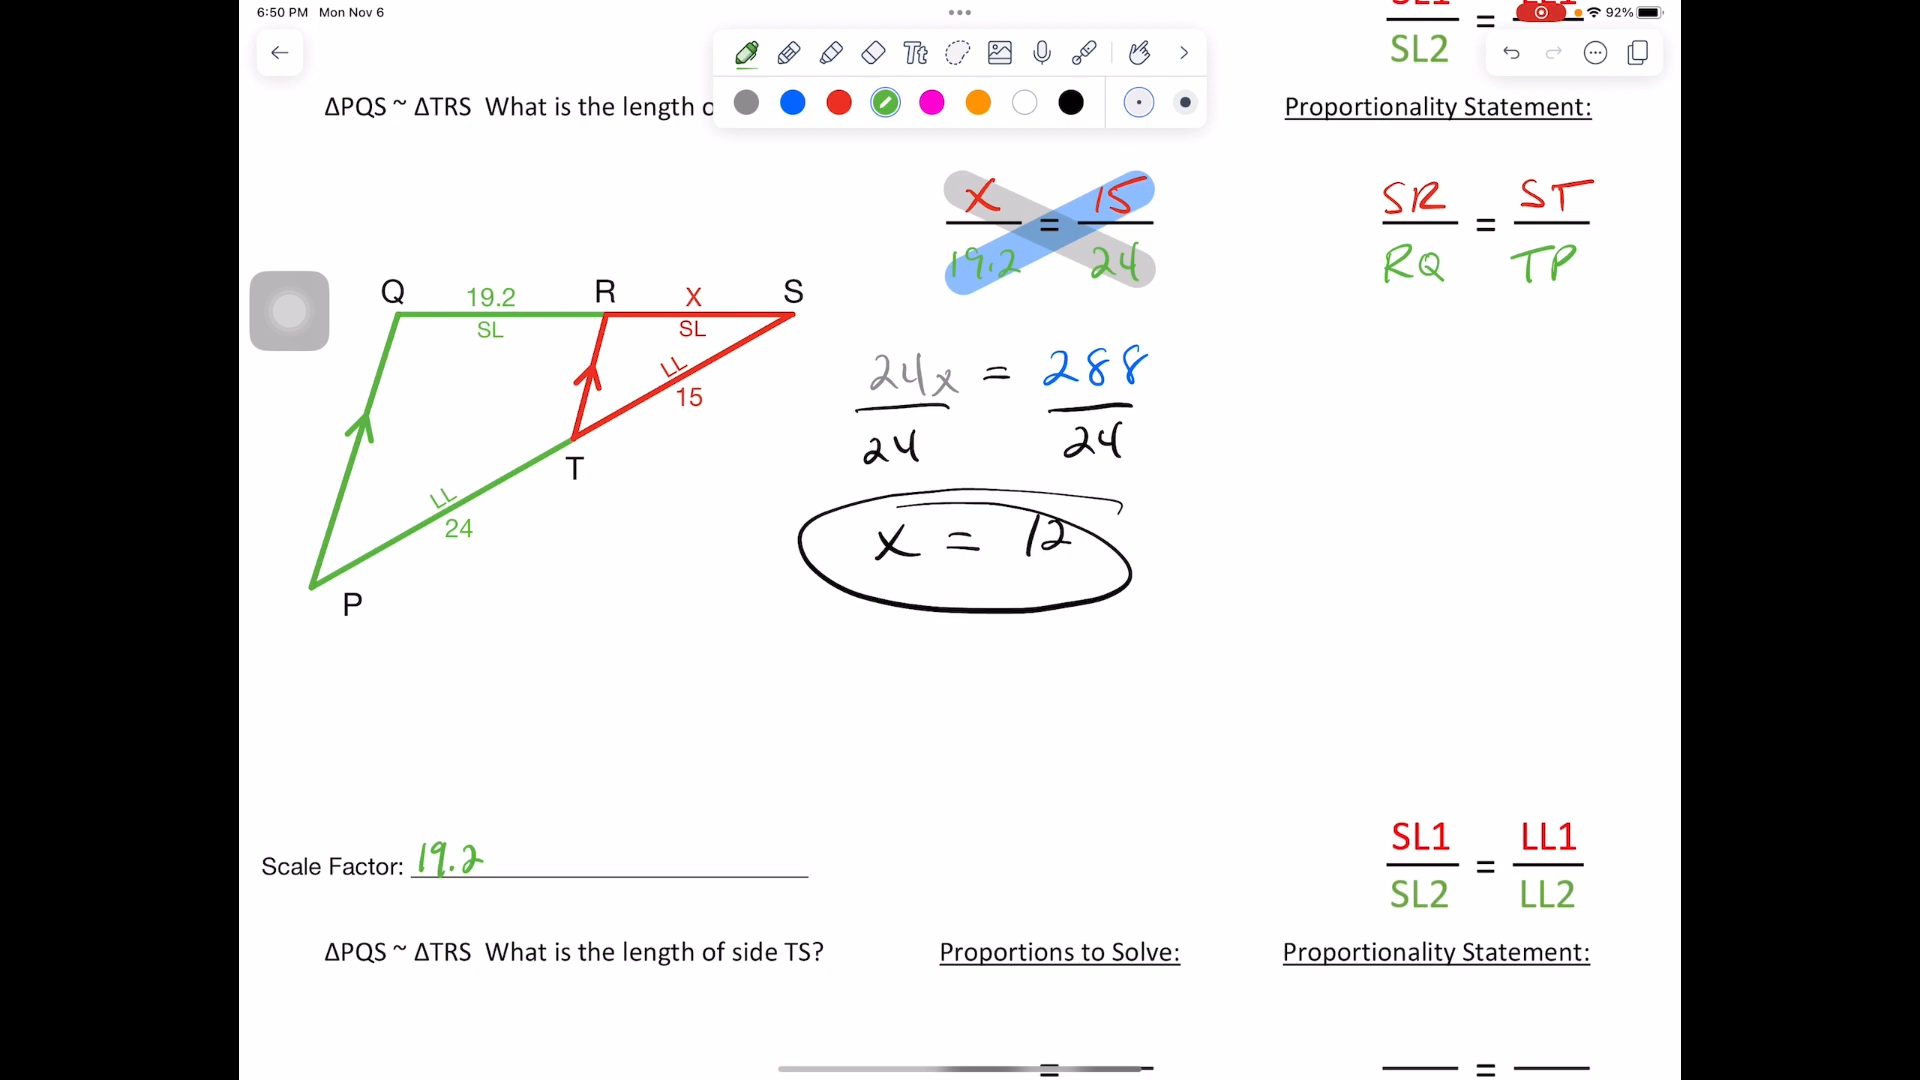 6:50 PM Mon Nov 6
92%
SL2
Tt
ΔPQS ~ ΔTRS What is the length
Proportionality Statement:
X = 15
19.2 24
SR = ST
RQ TP
Q 19.2 R X S
SL SL
LL
15
T
LL
24
P
24x = 288
24 24
x = 12
Scale Factor: 19.2
SL1 = LL1
SL2 LL2
ΔPQS ~ ΔTRS What is the length of side TS? Proportions to Solve: Proportionality Statement:
= =